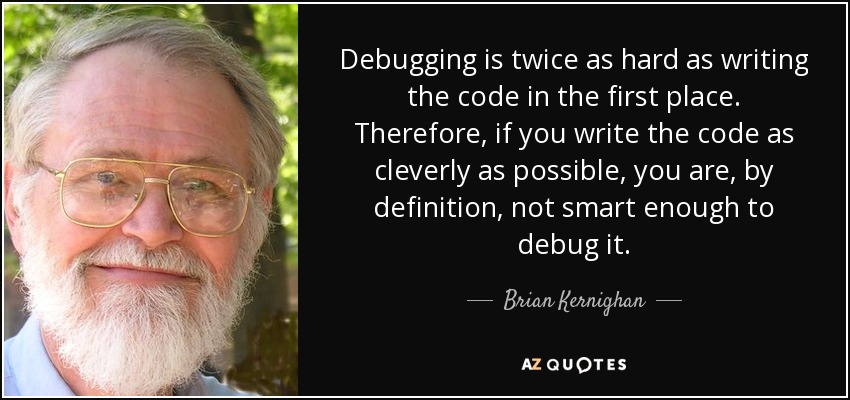 Debugging is twice as hard as writing
the code in the first place.
Therefore, if you write the code as
cleverly as possible, you are, by
definition, not smart enough to
debug it.
Brian Kernighan
AZ QUOTES